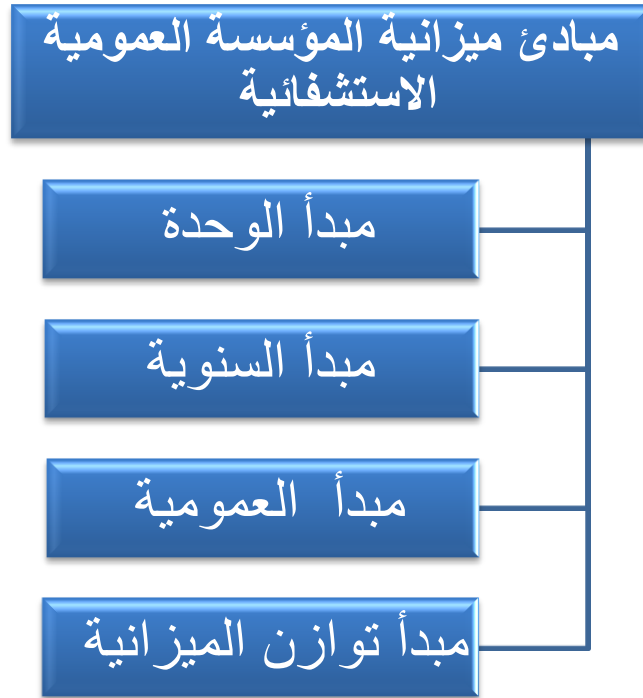 مبادئ ميزانية المؤسسة العمومية
الاستشفائية
مبدأ الوحدة
مبدأ السنوية
مبدأ العمومية
مبدأ توازن الميزانية